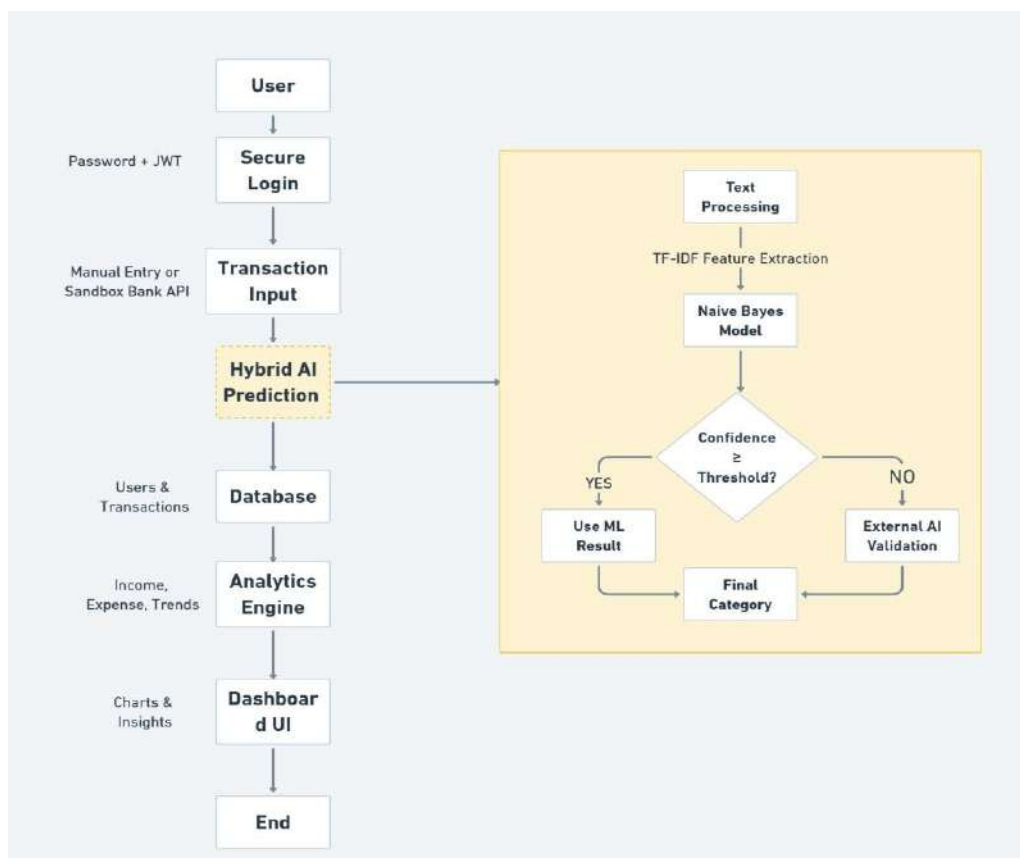 User
Password + JWT
Secure
Login
Manual Entry or
Sandbox Bank API
Transaction
Input
Hybrid AI
Prediction
Users &
Transactions
Database
Income,
Expense, Trends
Analytics
Engine
Charts &
Insights
Dashboar
d UI
End
Text
Processing
TF-IDF Feature Extraction
Naive Bayes
Model
Confidence
≥
Threshold?
YES
NO
Use ML
Result
External AI
Validation
Final
Category